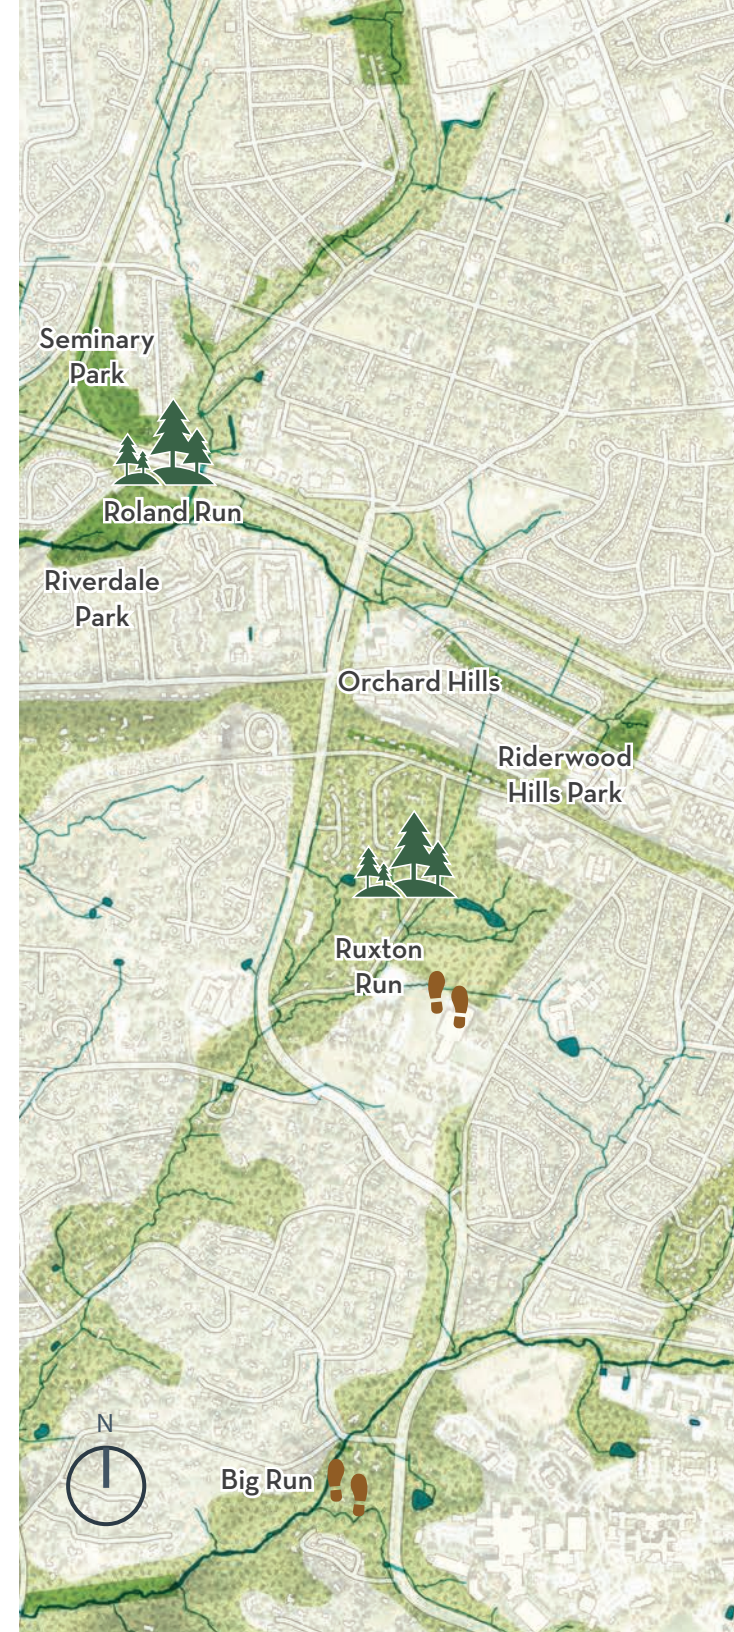 Seminary
Park
Roland Run
Riverdale
Park
Orchard Hills
Riderwood
Hills Park
Ruxton
Run
N
Big Run